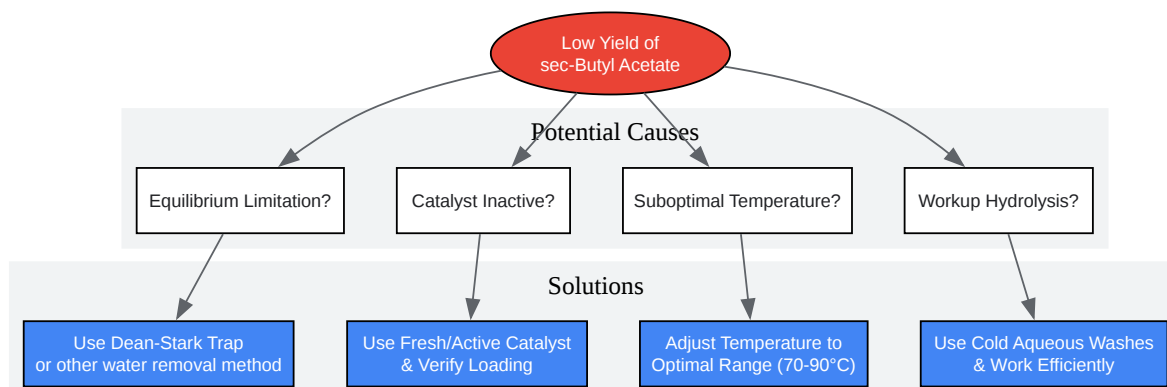 Low Yield of
sec-Butyl Acetate
Potential Causes
Equilibrium Limitation?
Catalyst Inactive?
Suboptimal Temperature?
Workup Hydrolysis?
Solutions
Use Dean-Stark Trap
or other water removal method
Use Fresh/Active Catalyst
& Verify Loading
Adjust Temperature to
Optimal Range (70-90°C)
Use Cold Aqueous Washes
& Work Efficiently